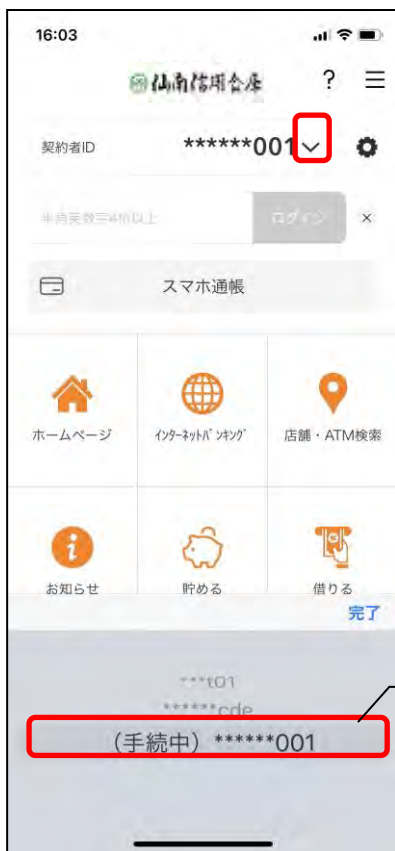 16:03
仙南信用金庫 ?
契約者ID ******001
半角英数字4桁以上 ログイン ×
スマホ通帳
ホームページ インターネットバンキング 店舗・ATM検索
お知らせ 貯める 借りる
完了
***t01
******cde
(手続中) ******001